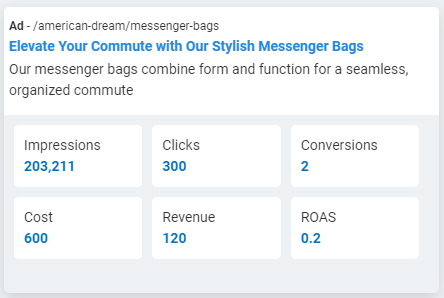 Ad - /american-dream/messenger-bags
Elevate Your Commute with Our Stylish Messenger Bags
Our messenger bags combine form and function for a seamless,
organized commute
Impressions
203,211
Clicks
300
Conversions
2
Cost
600
Revenue
120
ROAS
0.2